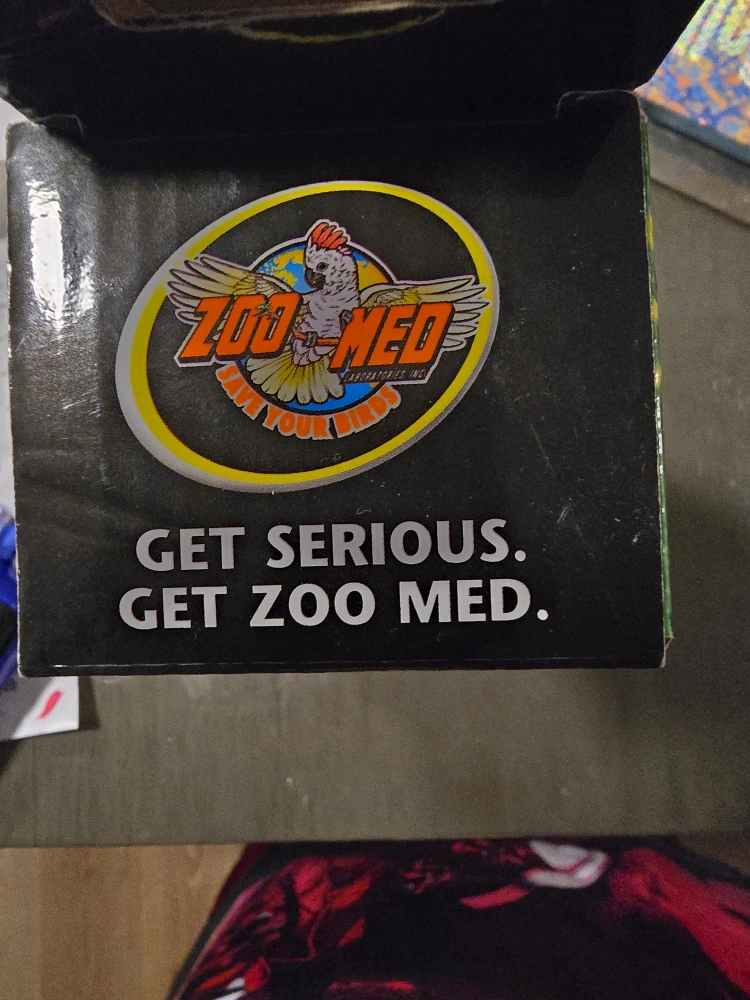 ZOO MED
LABORATORIES, INC.
SAVE YOUR BIRDS
GET SERIOUS.
GET ZOO MED.